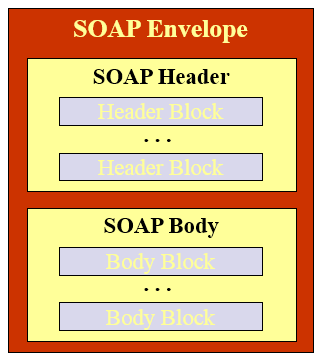 SOAP Envelope
SOAP Header
Header Block
. . .
Header Block
SOAP Body
Body Block
. . .
Body Block